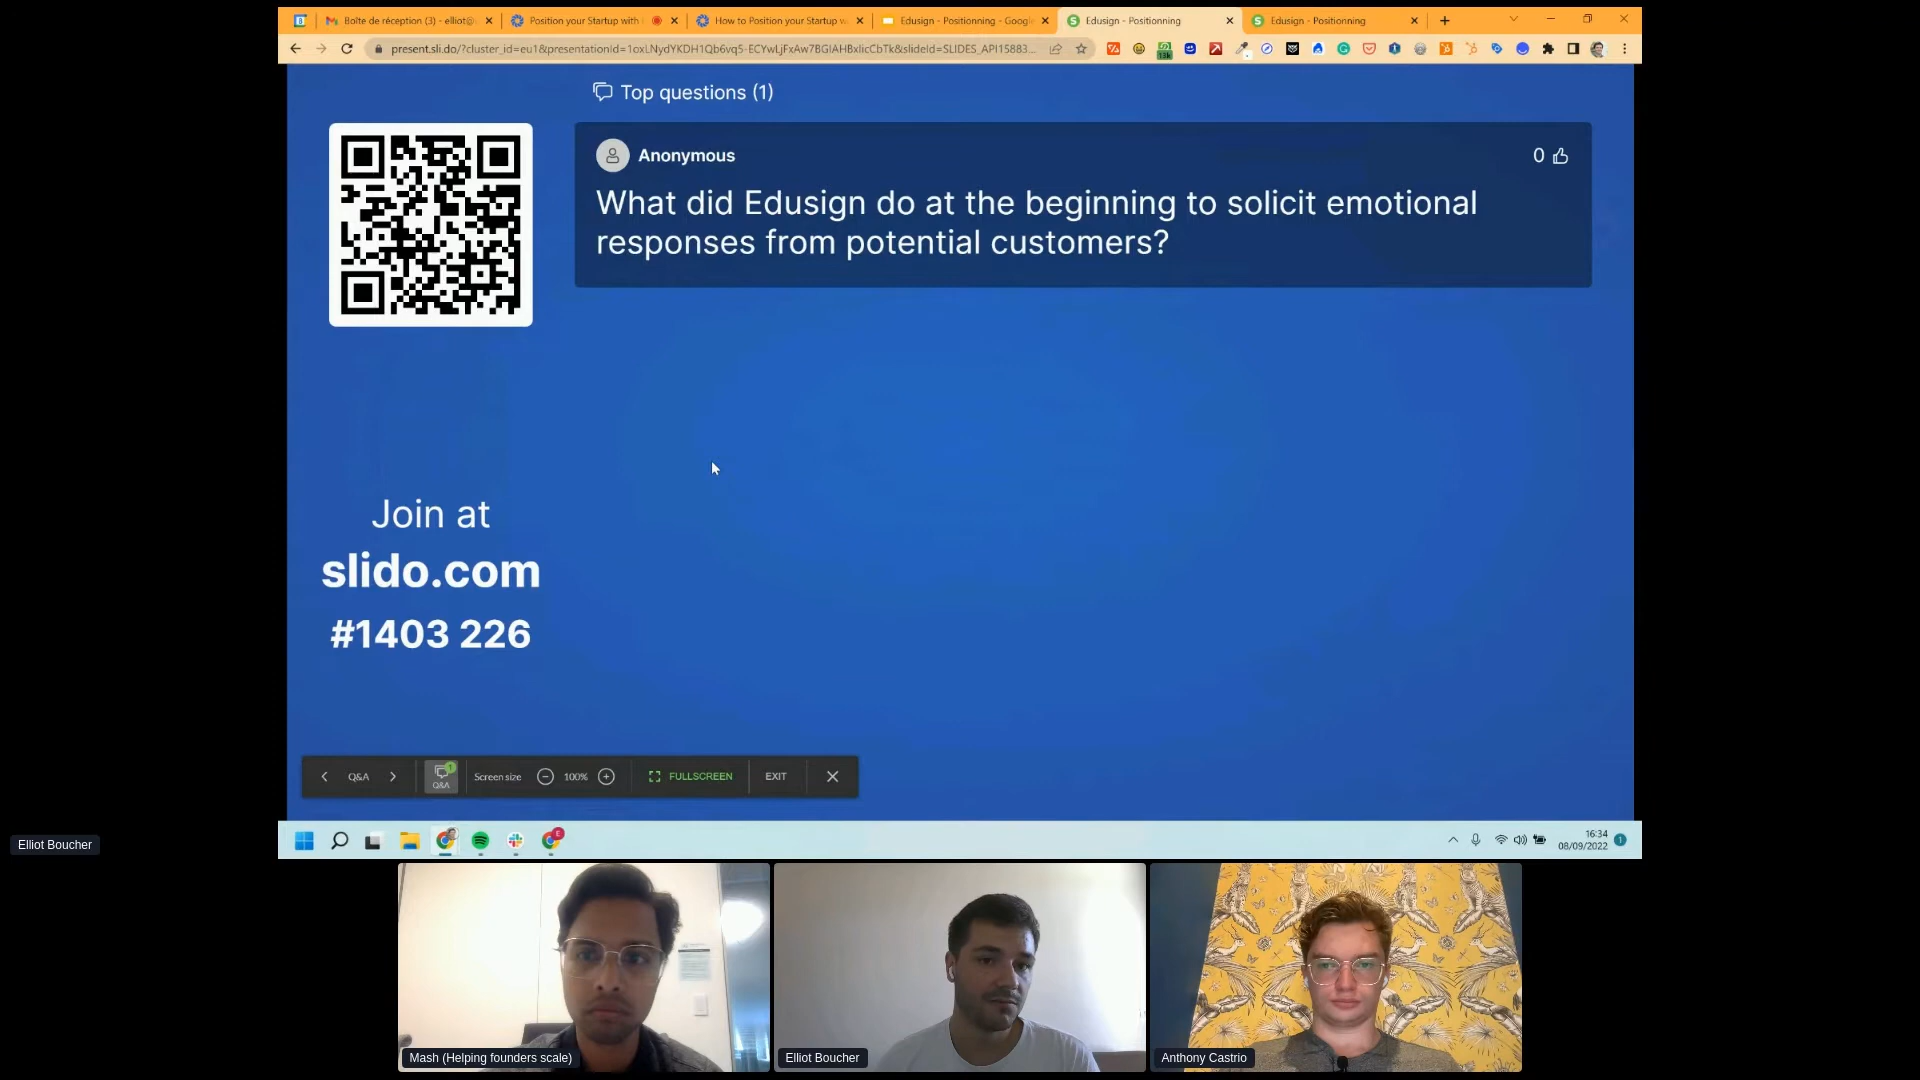 Boîte de réception (3) - elliot@
Position your Startup with
How to Position your Startup w
Edusign - Positionning - Google
Edusign - Positionning
Edusign - Positionning
Top questions (1)
Anonymous
0
What did Edusign do at the beginning to solicit emotional
responses from potential customers?
Join at
slido.com
#1403 226
Q&A
Q&A
1
Screen size
100%
FULLSCREEN
EXIT
16:34
08/09/2022
1
Elliot Boucher
Mash (Helping founders scale)
Elliot Boucher
Anthony Castrio